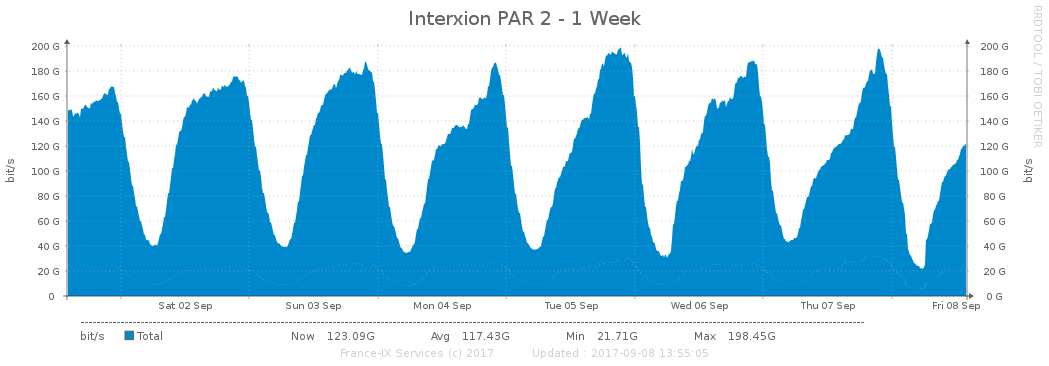 Interxion PAR 2 - 1 Week
RRDTOOL / TOBI OETIKER
bit/s
200 G
180 G
160 G
140 G
120 G
100 G
80 G
60 G
40 G
20 G
0
200 G
180 G
160 G
140 G
120 G
100 G
80 G
60 G
40 G
20 G
0 G
bit/s
Sat 02 Sep Sun 03 Sep Mon 04 Sep Tue 05 Sep Wed 06 Sep Thu 07 Sep Fri 08 Sep
bit/s Total Now 123.09G Avg 117.43G Min 21.71G Max 198.45G
France-IX Services (c) 2017 Updated : 2017-09-08 13:55:05